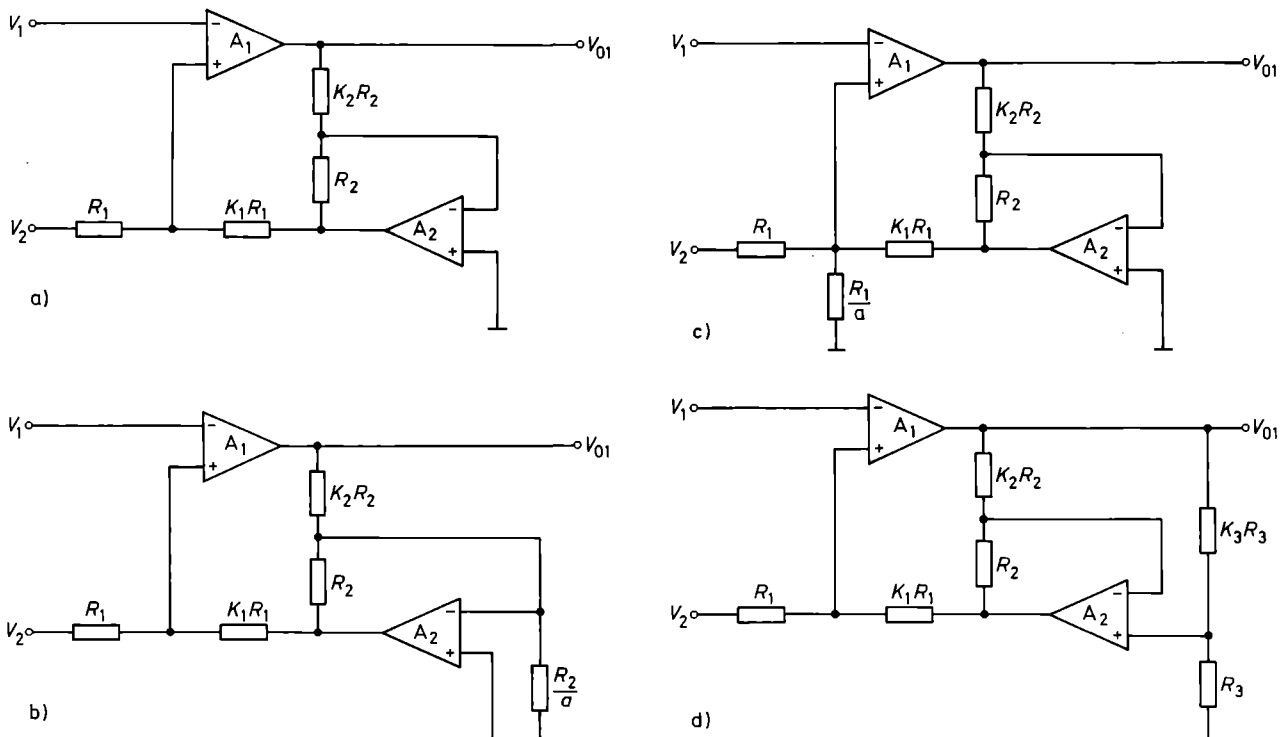 V₁
−
A₁
+
V₀₁
K₂R₂
R₂
V₂
R₁
K₁R₁
−
A₂
+
a)
V₁
−
A₁
+
V₀₁
K₂R₂
R₂
V₂
R₁
K₁R₁
−
A₂
+
R₁
a
c)
V₁
−
A₁
+
V₀₁
K₂R₂
R₂
V₂
R₁
K₁R₁
−
A₂
+
R₂
a
b)
V₁
−
A₁
+
V₀₁
K₂R₂
K₃R₃
R₂
V₂
R₁
K₁R₁
−
A₂
+
R₃
d)